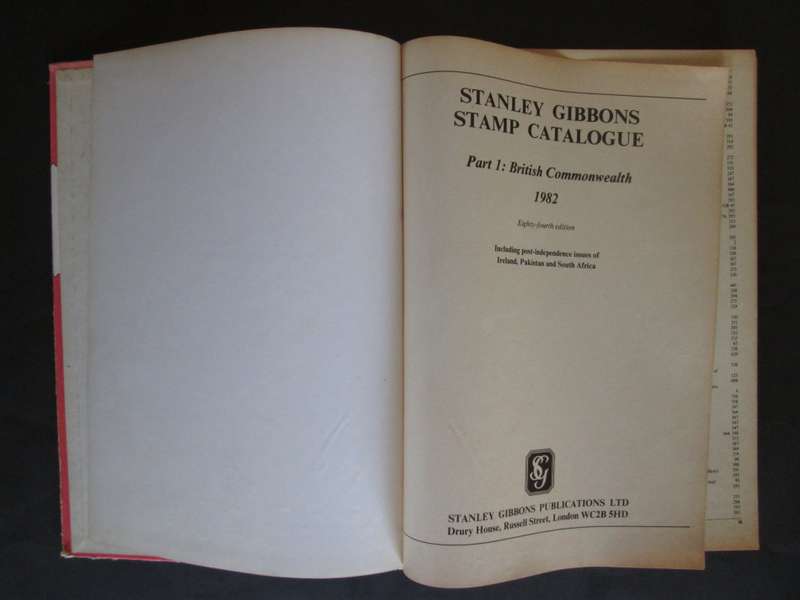 STANLEY GIBBONS
STAMP CATALOGUE
Part 1: British Commonwealth
1982
Eighty-fourth edition
Including post-independence issues of
Ireland, Pakistan and South Africa
SG
STANLEY GIBBONS PUBLICATIONS LTD
Drury House, Russell Street, London WC2B 5HD